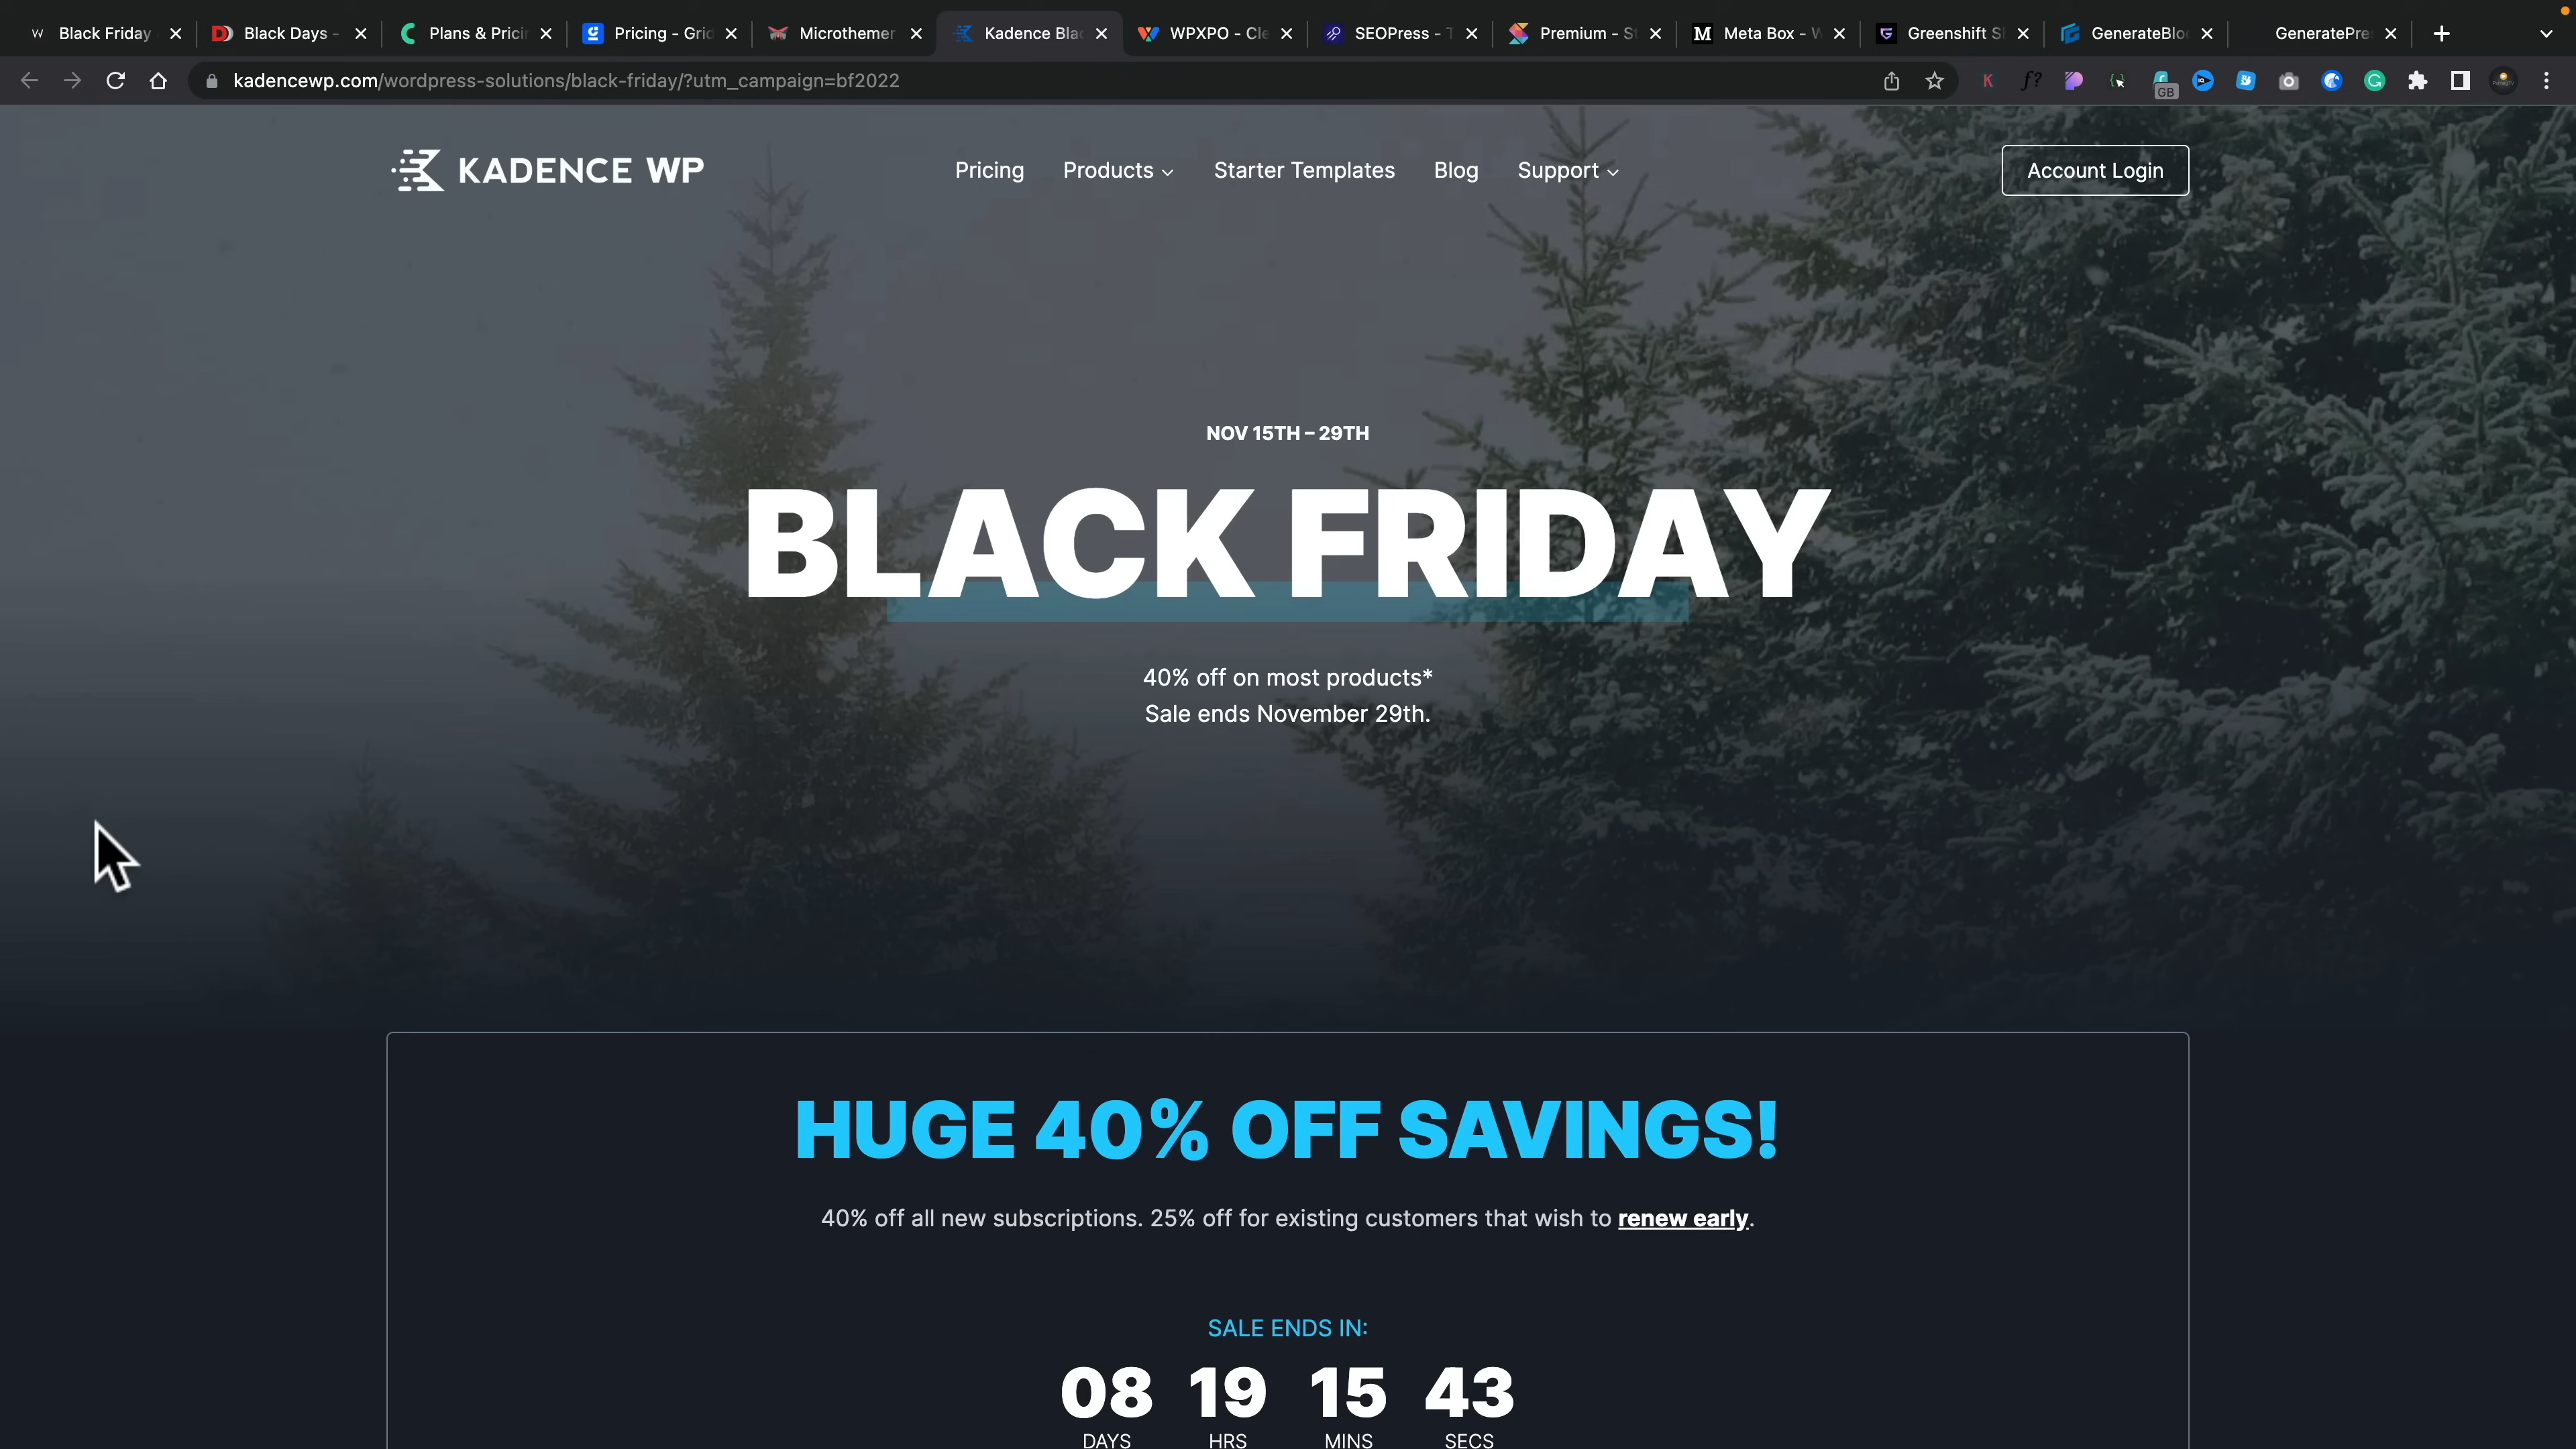 W Black Friday
Black Days -
Plans & Prici
Pricing - Grid
Microthemer
Kadence Blac
WPXPO - Cle
SEOPress - T
Premium - S
M Meta Box - W
Greenshift S
GenerateBlo
GeneratePre
kadencewp.com/wordpress-solutions/black-friday/?utm_campaign=bf2022
K
f?
GB
KADENCE WP
Pricing
Products
Starter Templates
Blog
Support
Account Login
NOV 15TH – 29TH
BLACK FRIDAY
40% off on most products*
Sale ends November 29th.
HUGE 40% OFF SAVINGS!
40% off all new subscriptions. 25% off for existing customers that wish to renew early.
SALE ENDS IN:
08 19 15 43
DAYS HRS MINS SECS